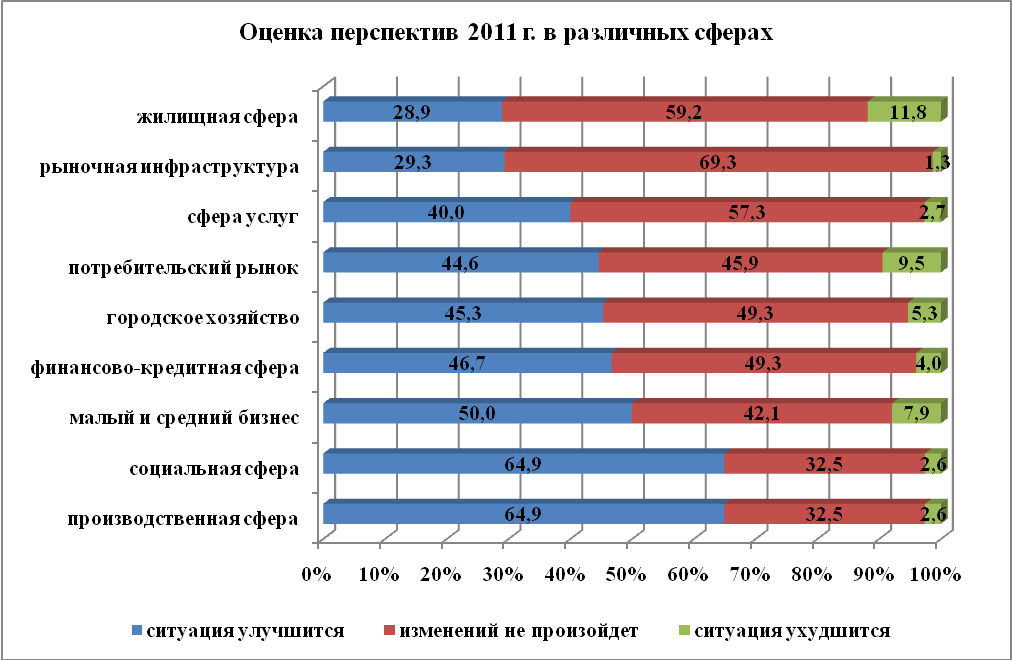 Оценка перспектив 2011 г. в различных сферах
жилищная сфера 28,9 59,2 11,8
рыночная инфраструктура 29,3 69,3 1,3
сфера услуг 40,0 57,3 2,7
потребительский рынок 44,6 45,9 9,5
городское хозяйство 45,3 49,3 5,3
финансово-кредитная сфера 46,7 49,3 4,0
малый и средний бизнес 50,0 42,1 7,9
социальная сфера 64,9 32,5 2,6
производственная сфера 64,9 32,5 2,6
0% 10% 20% 30% 40% 50% 60% 70% 80% 90% 100%
ситуация улучшится изменений не произойдет ситуация ухудшится